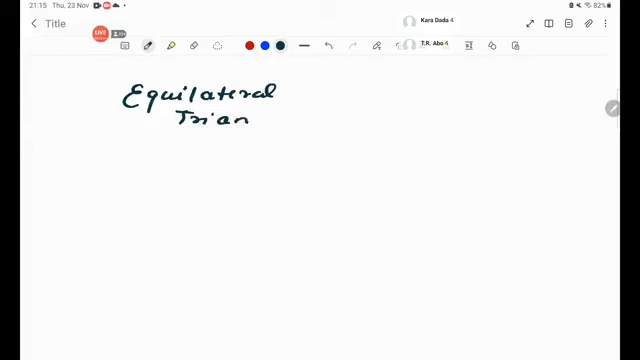 21:15 Thu, 23 Nov
82%
Kara Dada 4
Title
LIVE
T.R. Abo 4
Equilateral
Trian